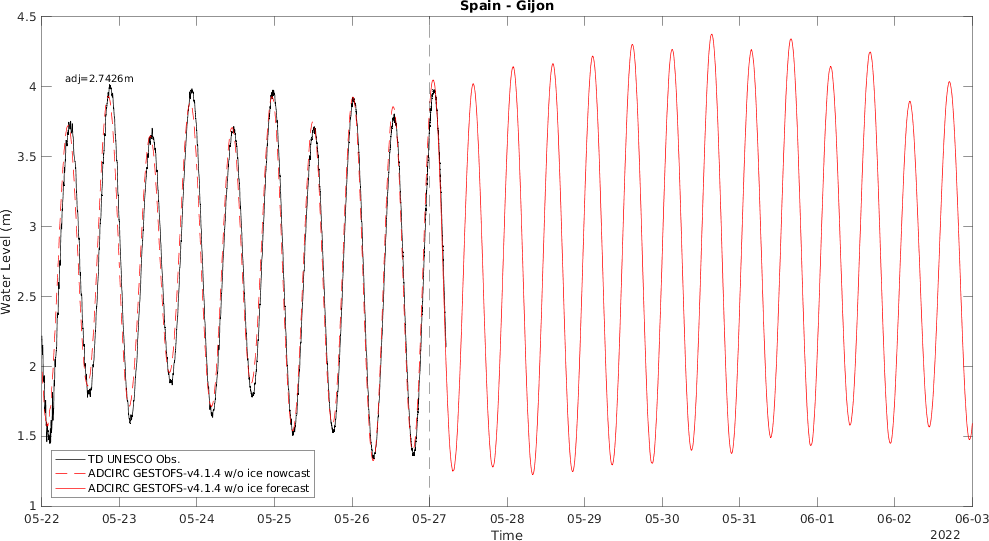 Spain - Gijon
4.5
4
3.5
3
2.5
2
1.5
1
Water Level (m)
adj=2.7426m
TD UNESCO Obs.
ADCIRC GESTOFS-v4.1.4 w/o ice nowcast
ADCIRC GESTOFS-v4.1.4 w/o ice forecast
05-22 05-23 05-24 05-25 05-26 05-27 05-28 05-29 05-30 05-31 06-01 06-02 06-03
Time
2022